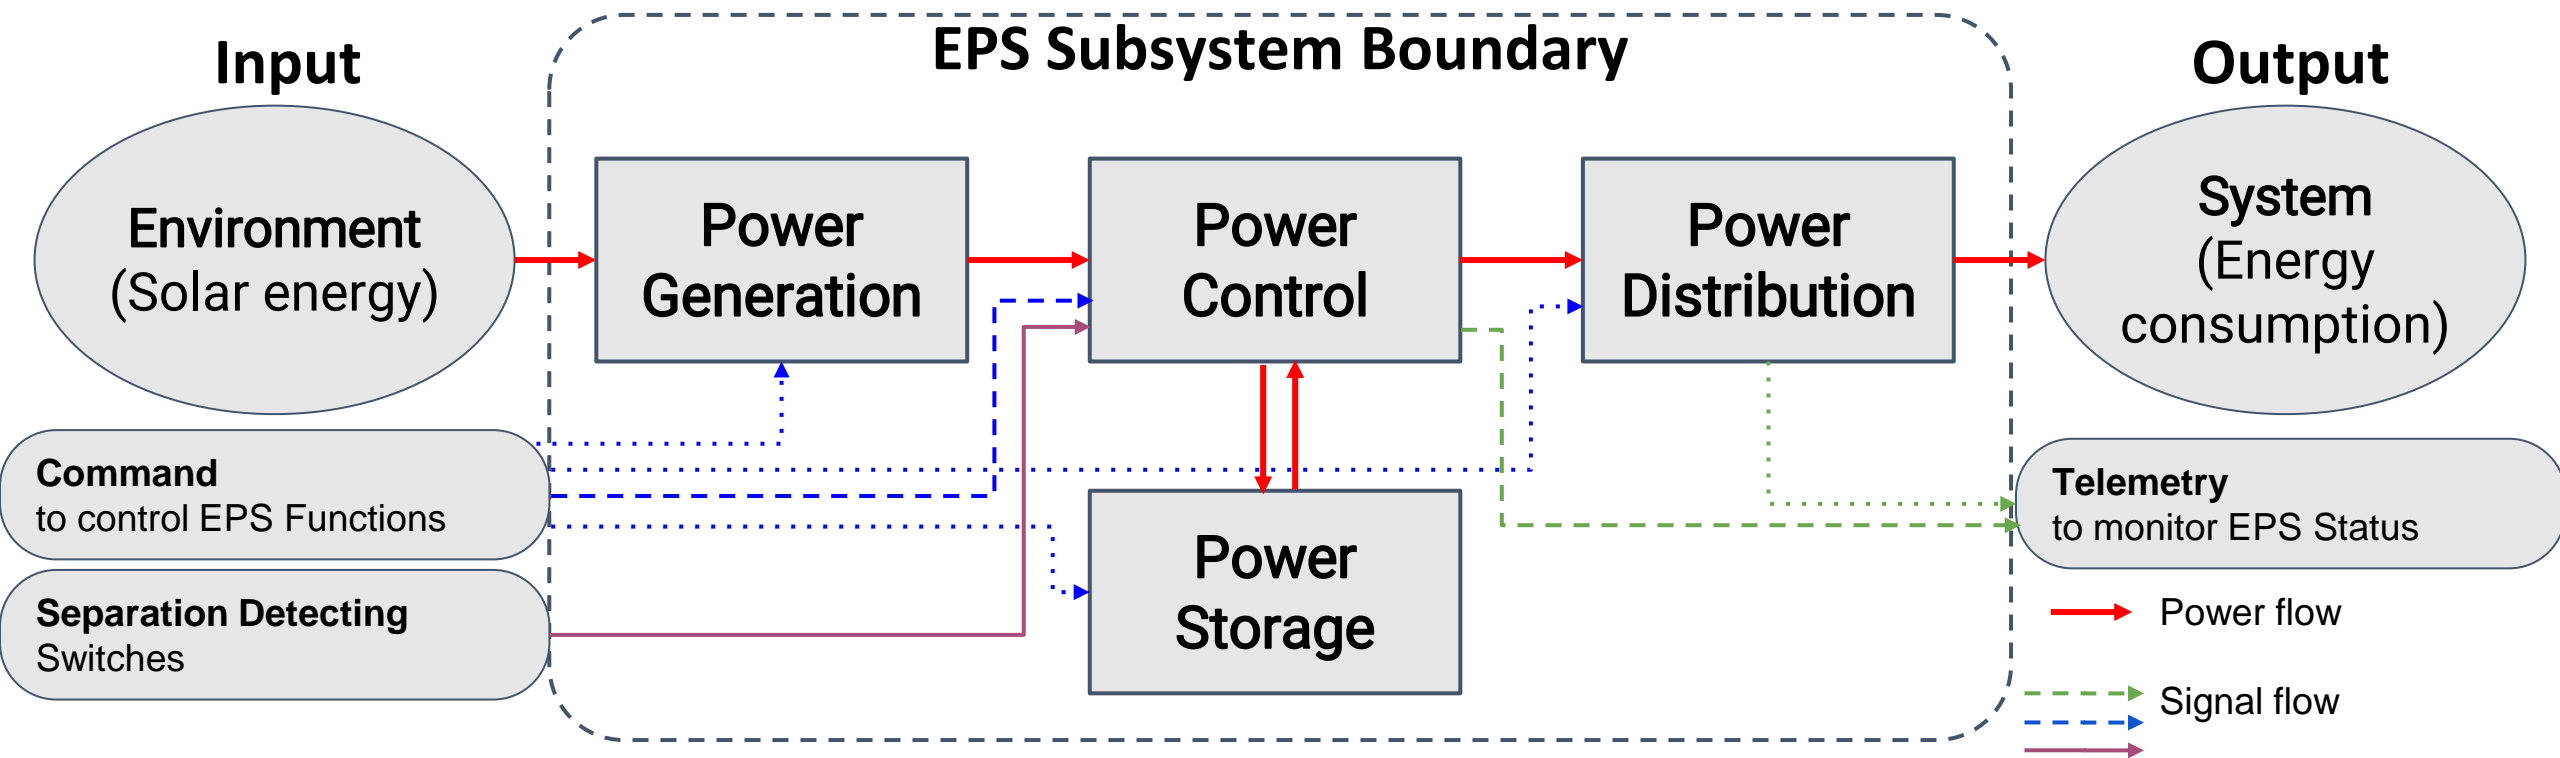 Input
EPS Subsystem Boundary
Output
Environment
(Solar energy)
Power
Generation
Power
Control
Power
Distribution
System
(Energy
consumption)
Command
to control EPS Functions
Separation Detecting
Switches
Power
Storage
Telemetry
to monitor EPS Status
Power flow
Signal flow